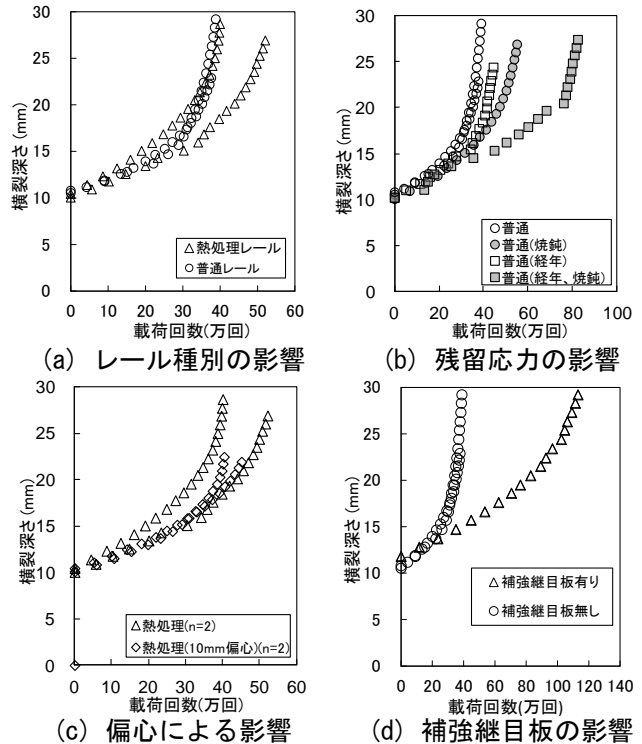 30
25
20
15
10
5
0
横裂深さ(mm)
△熱処理レール
○普通レール
0 10 20 30 40 50 60
載荷回数(万回)
(a) レール種別の影響
30
25
20
15
10
5
0
横裂深さ(mm)
○普通
●普通(焼鈍)
□普通(経年)
■普通(経年、焼鈍)
0 20 40 60 80 100
載荷回数(万回)
(b) 残留応力の影響
30
25
20
15
10
5
0
横裂深さ(mm)
△熱処理(n=2)
◇熱処理(10mm偏心)(n=2)
0 10 20 30 40 50 60
載荷回数(万回)
(c) 偏心による影響
30
25
20
15
10
5
0
横裂深さ(mm)
△補強継目板有り
○補強継目板無し
0 20 40 60 80 100 120 140
載荷回数(万回)
(d) 補強継目板の影響